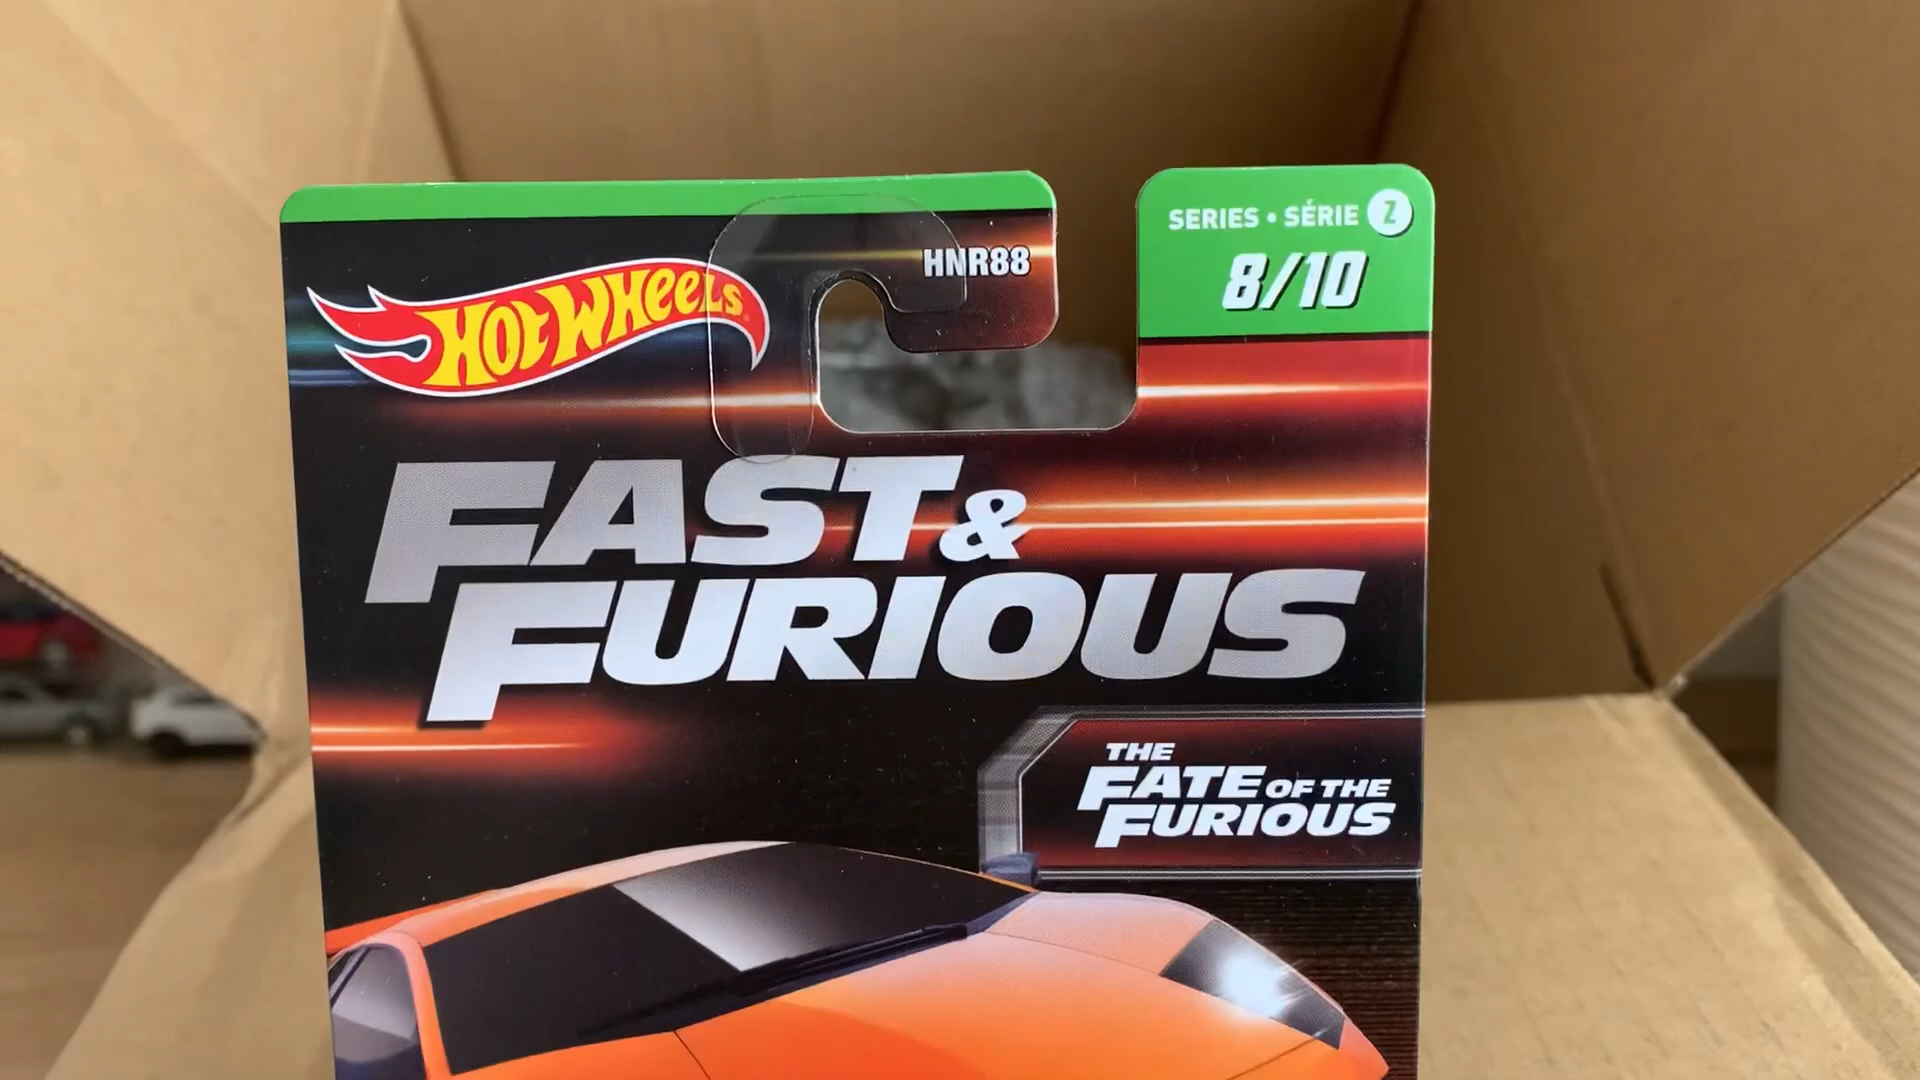 SERIES • SÉRIE 2
8/10
HNR88
HOT WHEELS
FAST &
FURIOUS
THE
FATE OF THE
FURIOUS